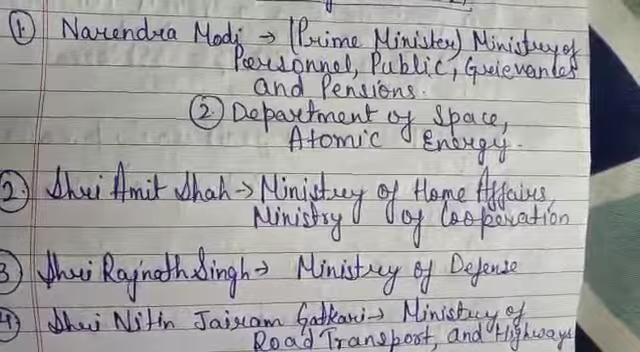 1. Narendra Modi → (Prime Minister) Ministry of
Personnel, Public, Grievances
and Pensions.
2. Department of Space,
Atomic Energy.
2. Shri Amit Shah → Ministry of Home Affairs,
Ministry of Cooperation
3 Shri Rajnath Singh → Ministry of Defense
4) Shri Nitin Jairam Gatkari → Ministry of
Road Transport, and Highways